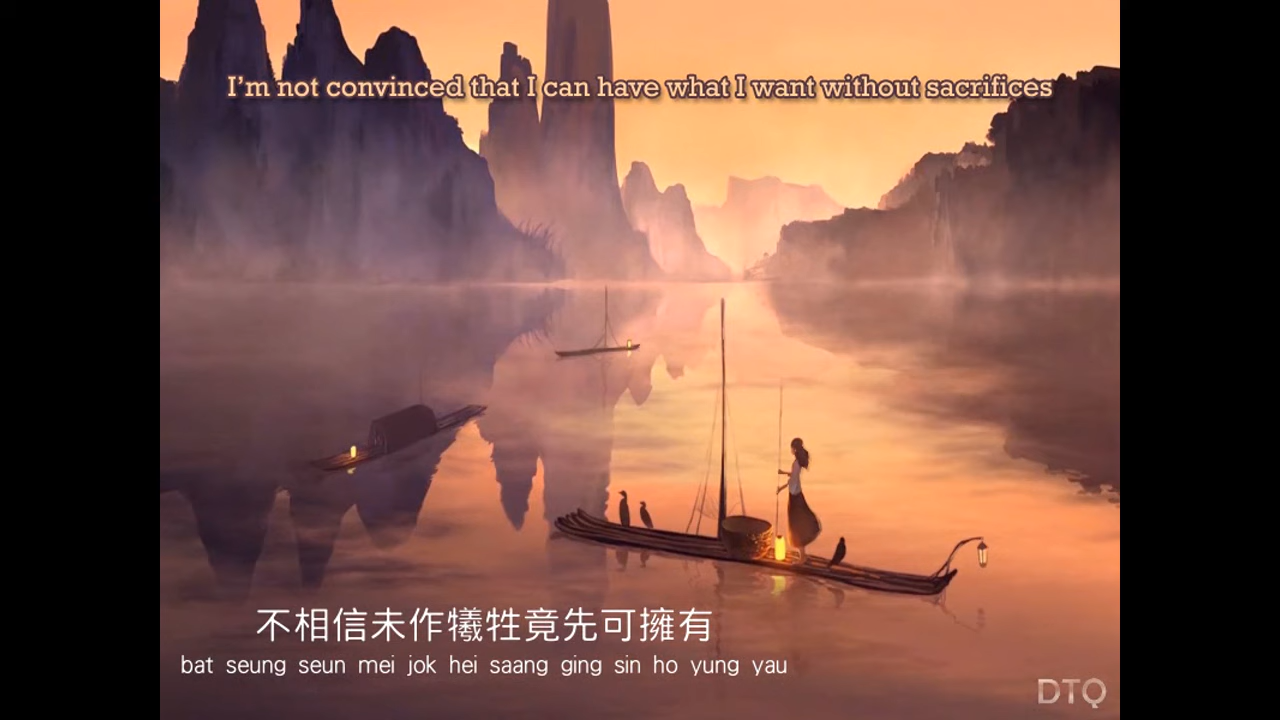 I'm not convinced that I can have what I want without sacrifices
不相信未作犧牲竟先可擁有
bat seung seun mei jok hei saang ging sin ho yung yau
DTQ